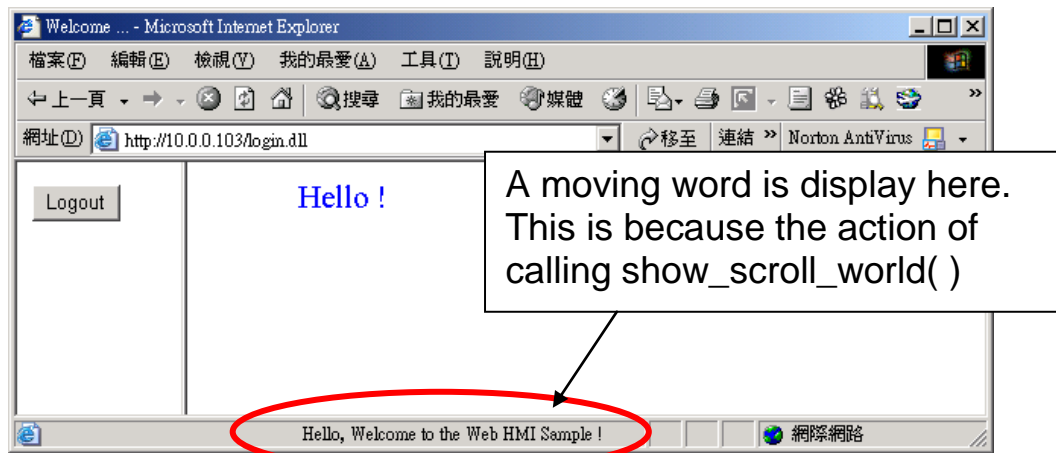 Welcome ... - Microsoft Internet Explorer
檔案(F) 編輯(E) 檢視(V) 我的最愛(A) 工具(T) 說明(H)
上一頁 搜尋 我的最愛 媒體 »
網址(D) http://10.0.0.103/login.dll 移至 連結 » Norton AntiVirus
Logout
Hello !
A moving word is display here.
This is because the action of
calling show_scroll_world( )
Hello, Welcome to the Web HMI Sample !
網際網路